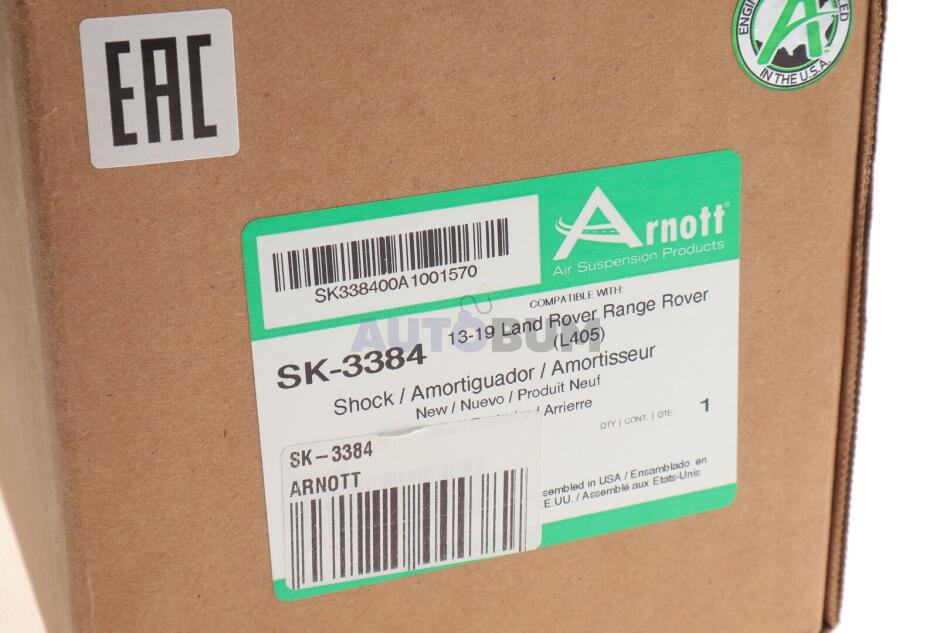 EAC
IN THE U.S.A.
Arnott®
Air Suspension Products
SK338400A1001570
COMPATIBLE WITH:
13-19 Land Rover Range Rover
(L405)
AUTOBUM
SK-3384
Shock / Amortiguador / Amortisseur
New / Nuevo / Produit Neuf
/ Arrierre
QTY | CONT. | QTE 1
SK-3384
ARNOTT
sembled in USA / Ensamblado en
E.UU. / Assemblé aux Etats-Unis